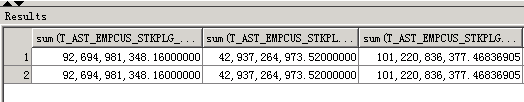 Results
sum(T_AST_EMPCUS_STKPLG_... sum(T_AST_EMPCUS_STKPL... sum(T_AST_EMPCUS_STKPLG_...
1 92,694,981,348.16000000 42,937,264,973.52000000 101,220,836,377.46836905
2 92,694,981,348.16000000 42,937,264,973.52000000 101,220,836,377.46836905